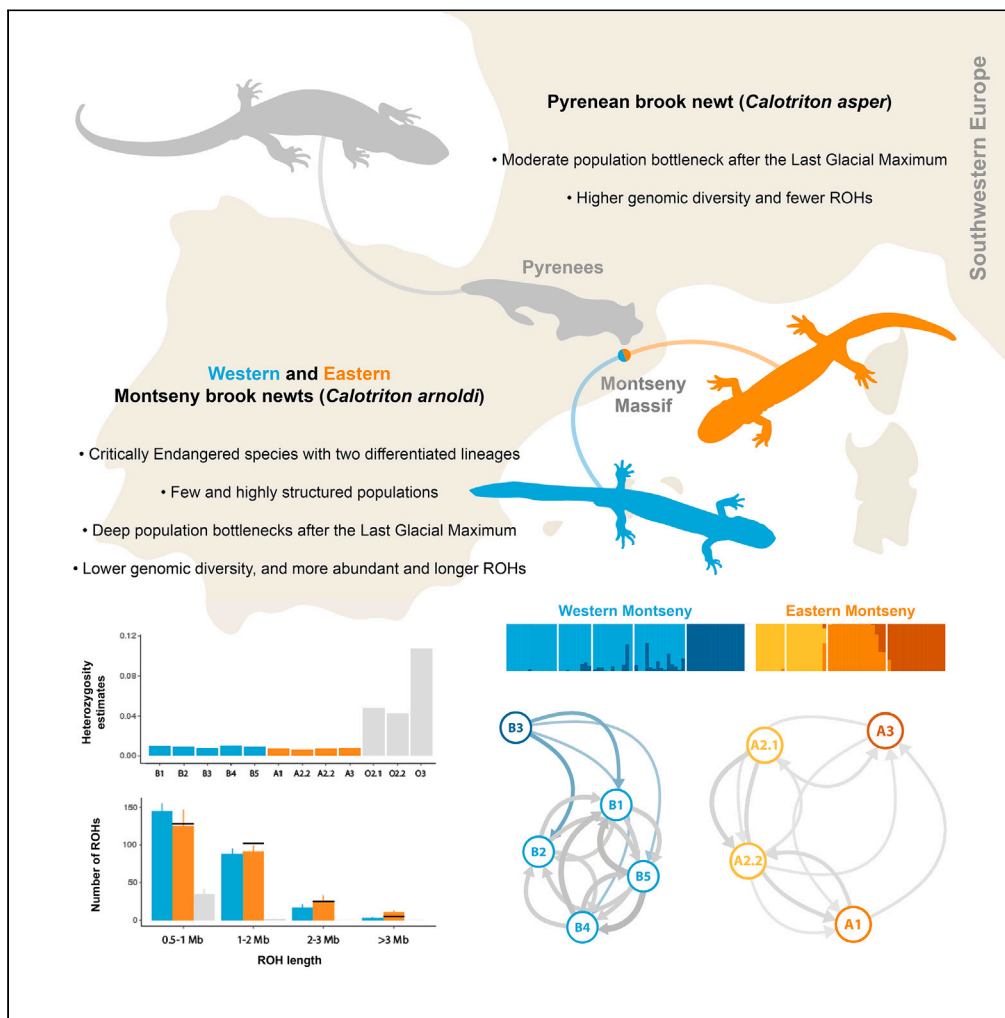 Pyrenean brook newt (Calotriton asper)
• Moderate population bottleneck after the Last Glacial Maximum
• Higher genomic diversity and fewer ROHs
Southwestern Europe
Pyrenees
Montseny
Massif
Western and Eastern
Montseny brook newts (Calotriton arnoldi)
• Critically Endangered species with two differentiated lineages
• Few and highly structured populations
• Deep population bottlenecks after the Last Glacial Maximum
• Lower genomic diversity, and more abundant and longer ROHs
Heterozygosity
estimates
0.12
0.08
0.04
0.00
B1 B2 B3 B4 B5 A1 A2.2 A2.2 A3 O2.1 O2.2 O3
Number of ROHs
150
100
50
0
0.5-1 Mb 1-2 Mb 2-3 Mb >3 Mb
ROH length
Western Montseny
Eastern Montseny
B3
B1
B2
B5
B4
A2.1
A3
A2.2
A1